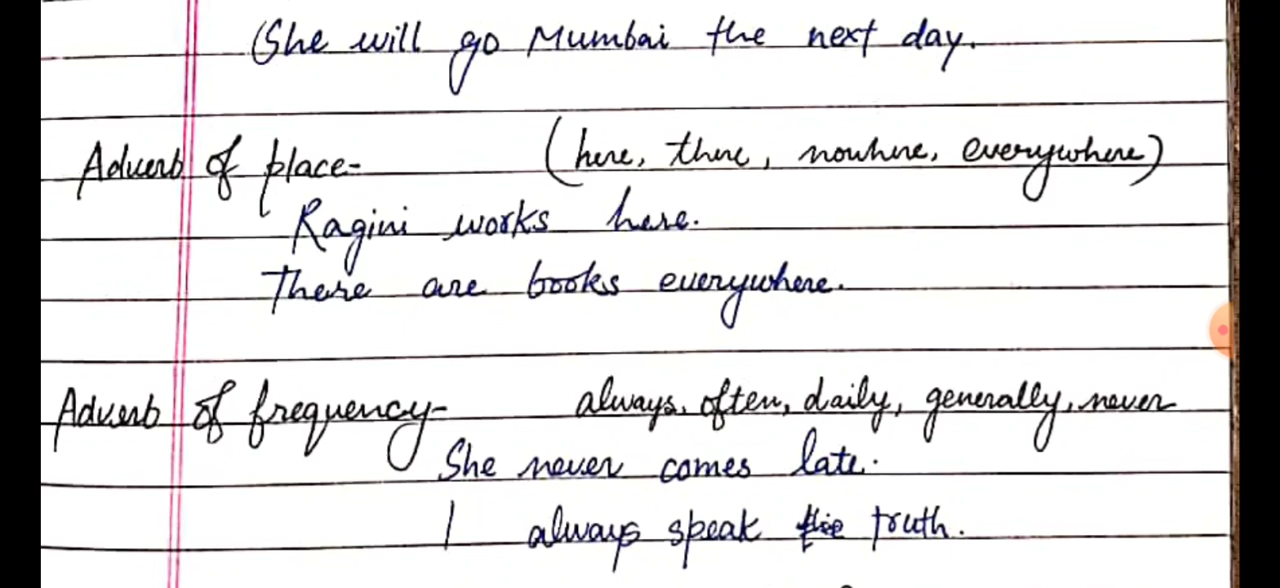 (She will go Mumbai the next day.
Adverb of place- (here, there, nowhere, everywhere)
Ragini works here.
There are books everywhere.
Adverb of frequency- always, often, daily, generally, never
She never comes late.
I always speak truth.